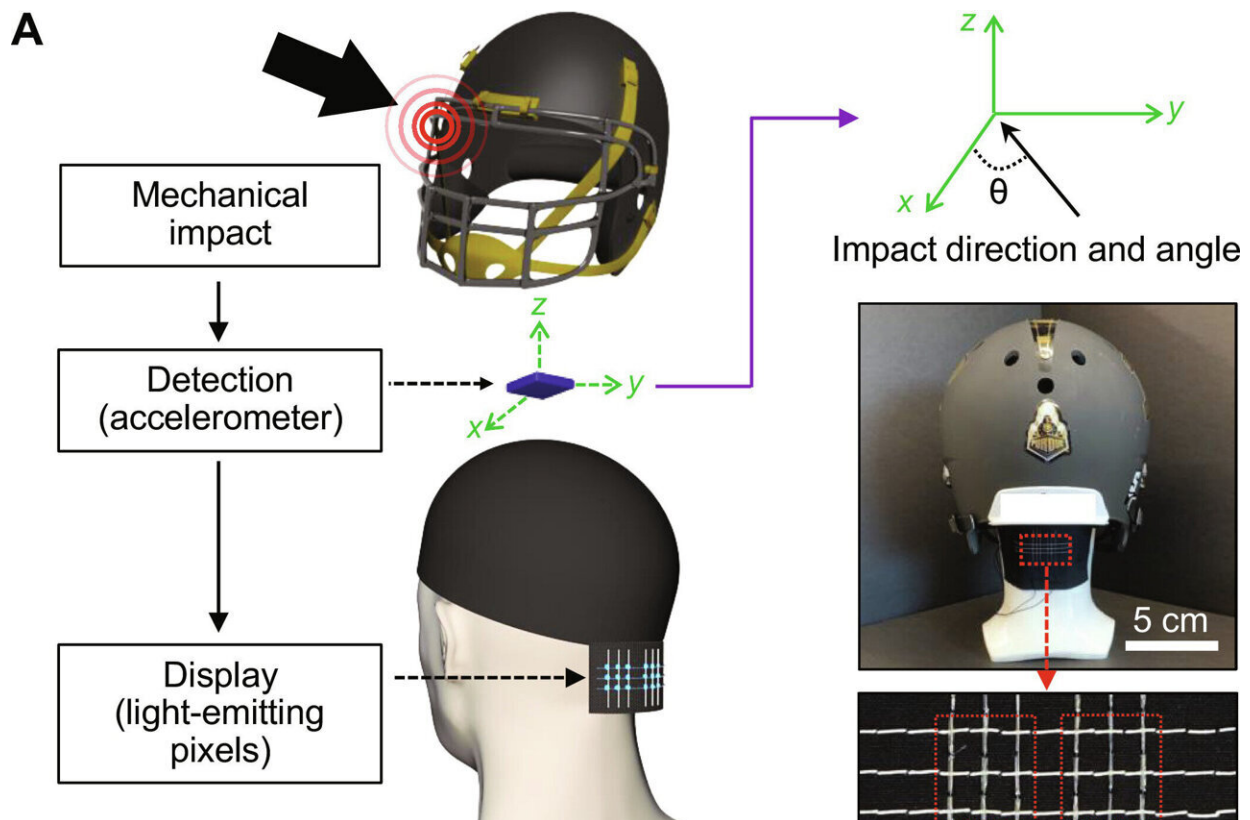 A
Mechanical
impact
Detection
(accelerometer)
Display
(light-emitting
pixels)
z
y
x
z
y
x
θ
Impact direction and angle
5 cm